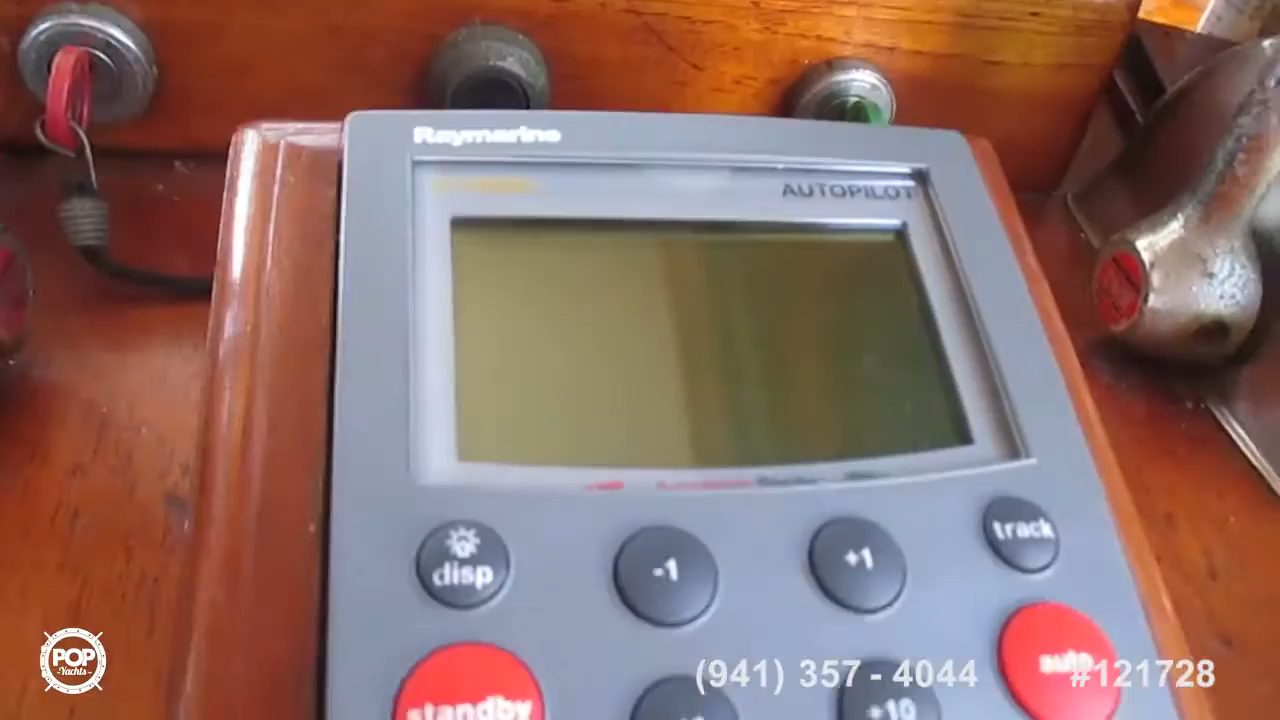 Raymarine
AUTOPILOT
disp
-1
+1
track
standby
+10
auto
POP
Yachts
(941) 357 - 4044
#121728